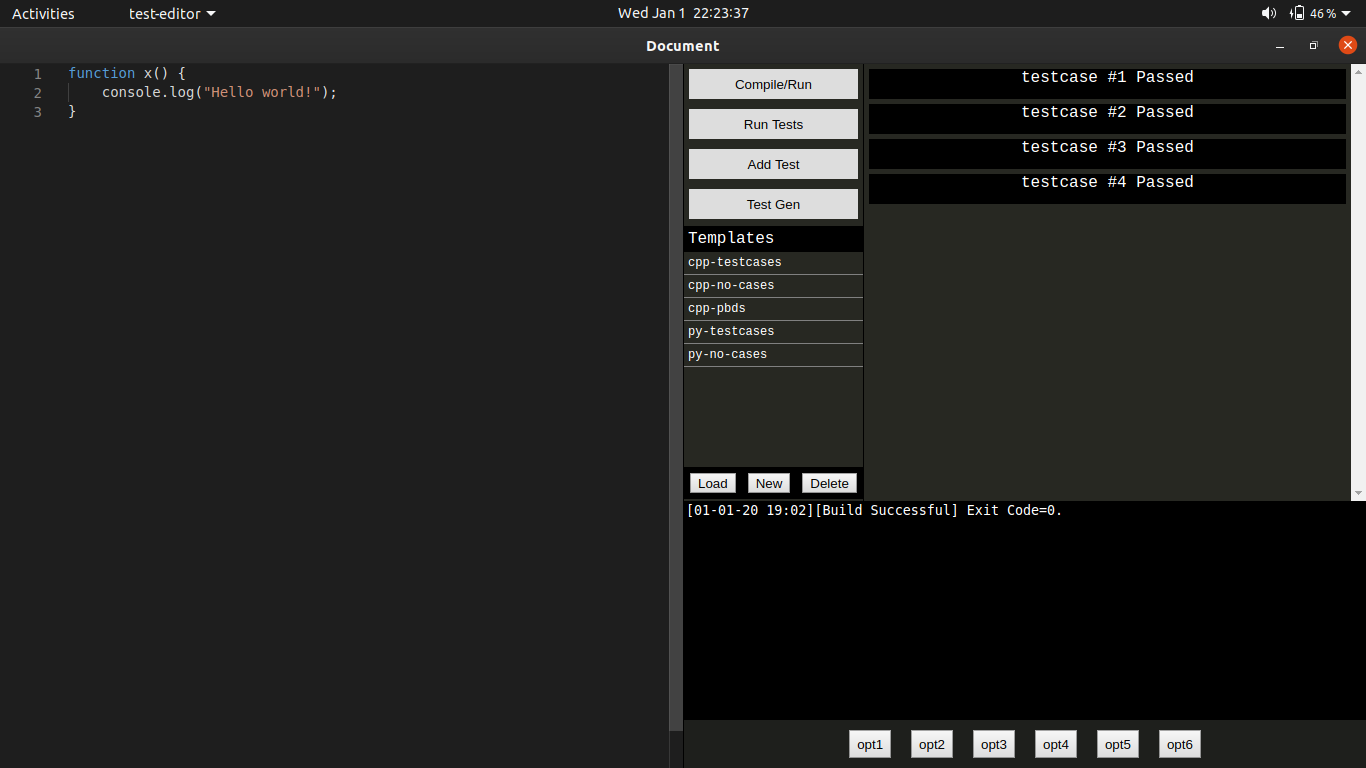 Activities test-editor Wed Jan 1 22:23:37 46 %
Document
1 function x() {
2 console.log("Hello world!");
3 }
Compile/Run
Run Tests
Add Test
Test Gen
Templates
cpp-testcases
cpp-no-cases
cpp-pbds
py-testcases
py-no-cases
Load New Delete
testcase #1 Passed
testcase #2 Passed
testcase #3 Passed
testcase #4 Passed
[01-01-20 19:02][Build Successful] Exit Code=0.
opt1 opt2 opt3 opt4 opt5 opt6